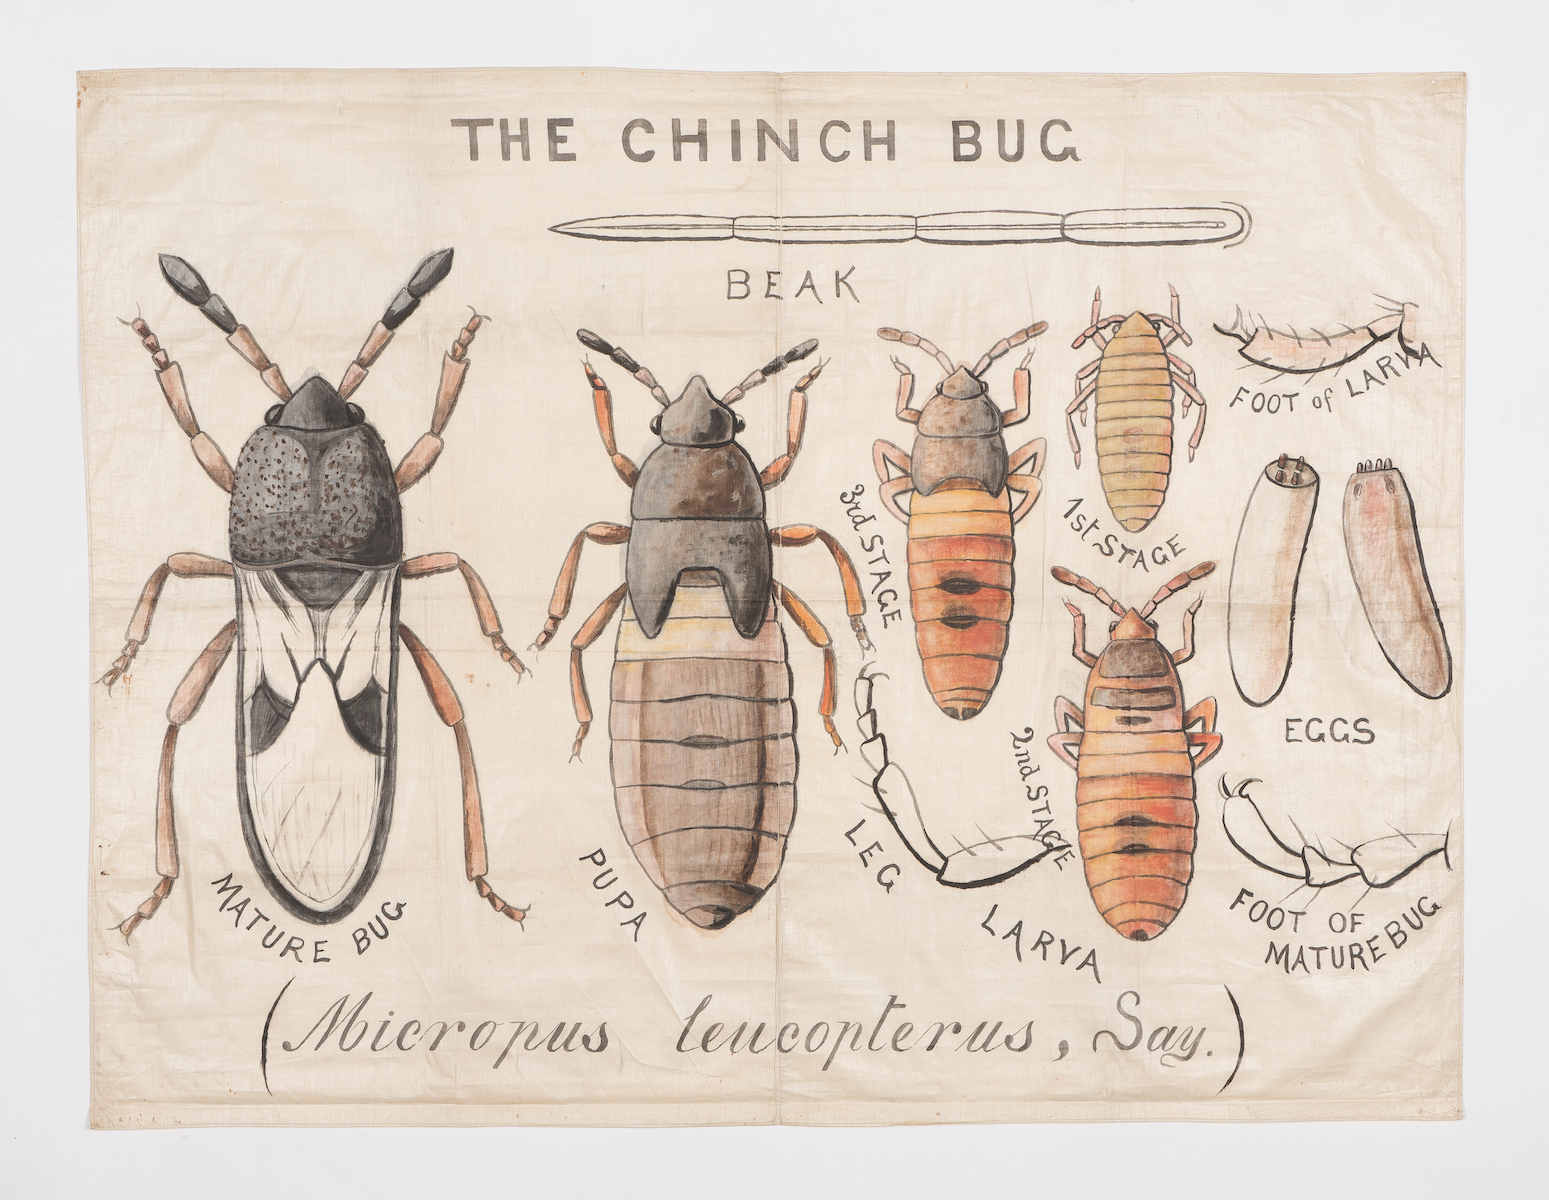 THE CHINCH BUG
BEAK
FOOT of LARVA
3rd STAGE
1st STAGE
EGGS
2nd STAGE
LEG
PUPA
MATURE BUG
LARVA
FOOT OF
MATURE BUG
(Micropus leucopterus, Say.)